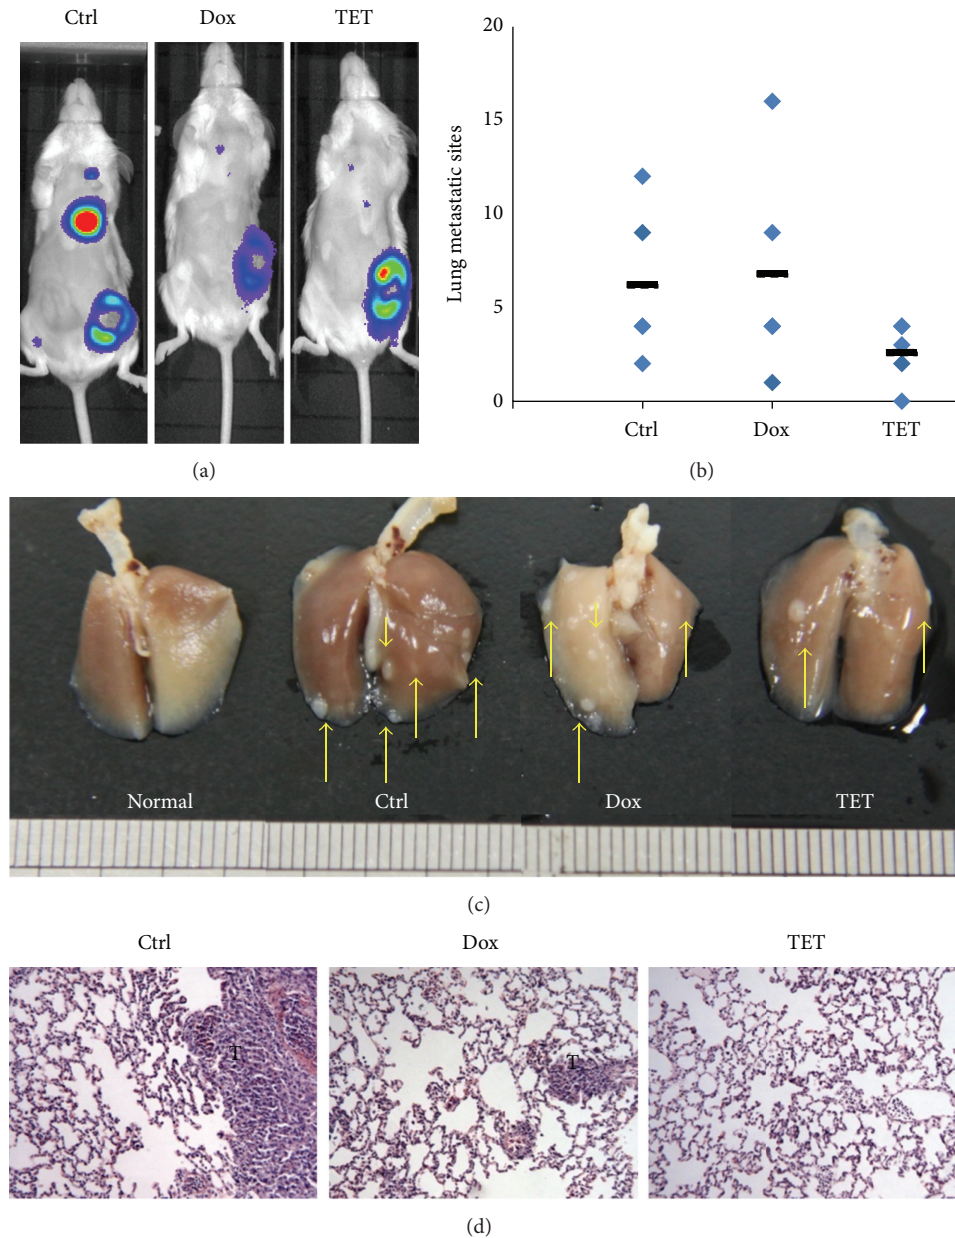 Ctrl Dox TET
20
15
10
5
0
Lung metastatic sites
Ctrl Dox TET
(a)
(b)
Normal Ctrl Dox TET
(c)
Ctrl Dox TET
T T
(d)